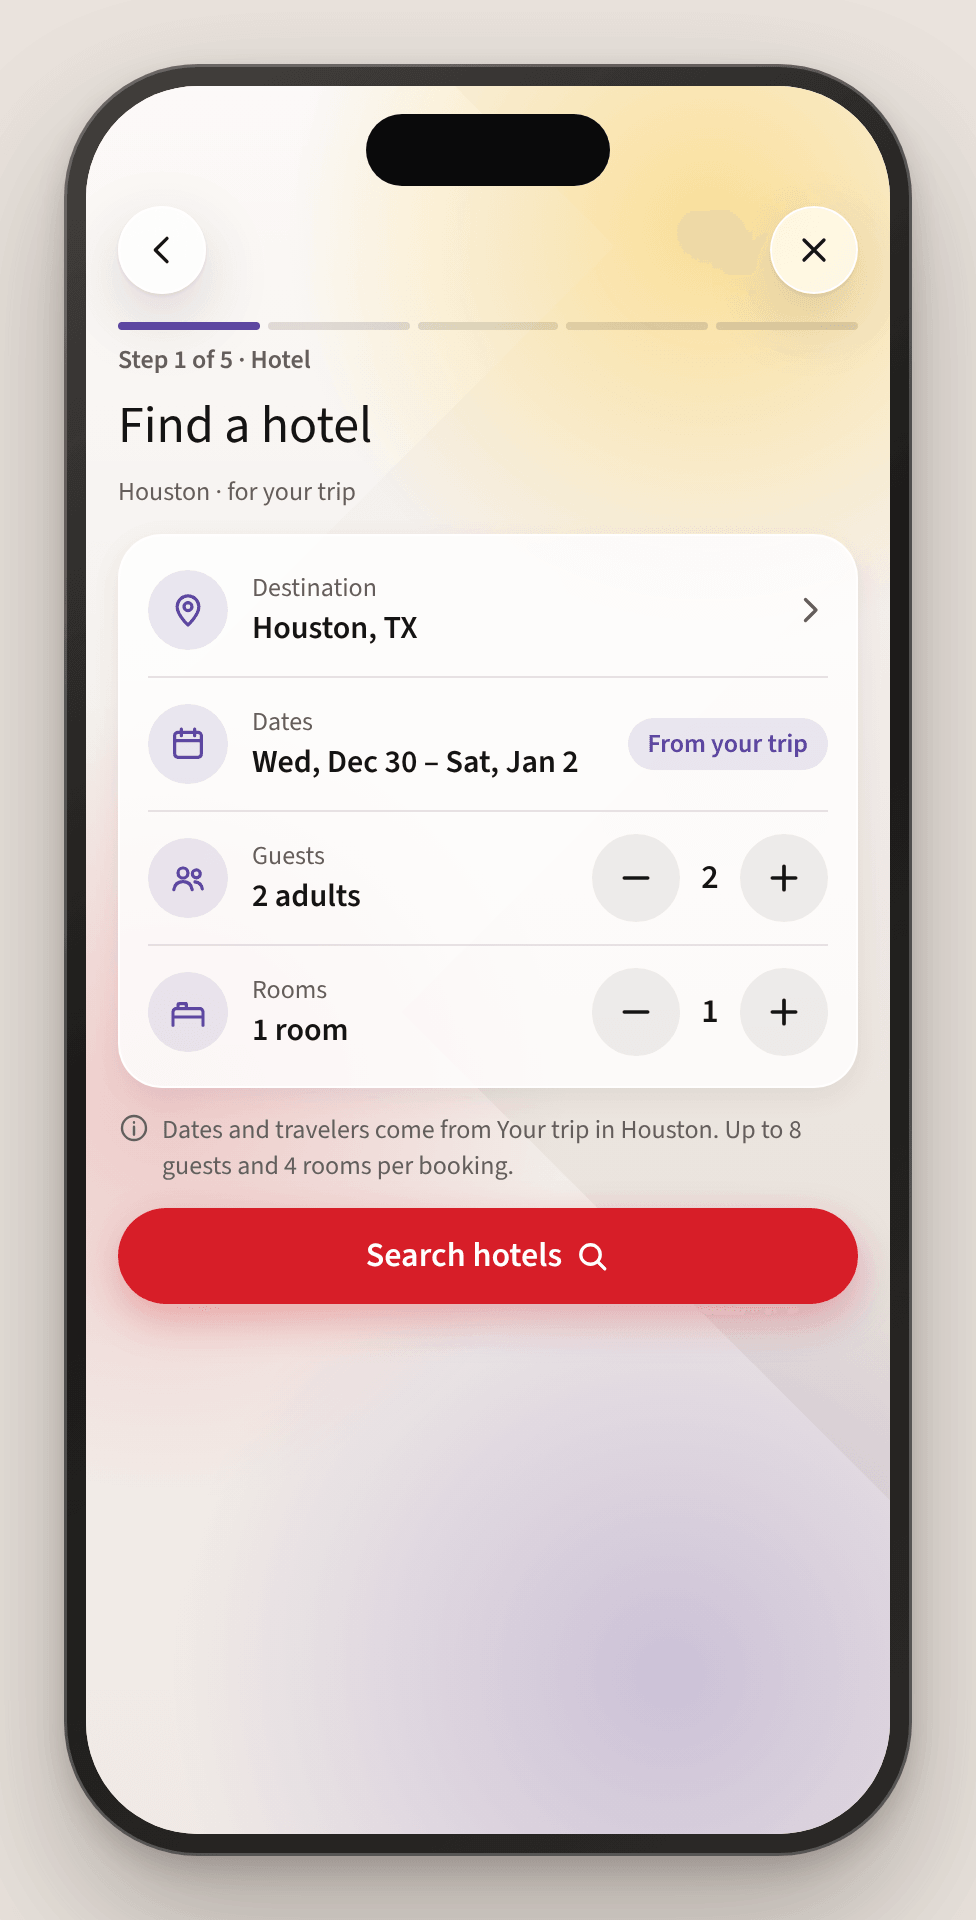 Step 1 of 5 · Hotel
Find a hotel
Houston · for your trip
Destination
Houston, TX
Dates
Wed, Dec 30 – Sat, Jan 2
From your trip
Guests
2 adults
2
Rooms
1 room
1
Dates and travelers come from Your trip in Houston. Up to 8
guests and 4 rooms per booking.
Search hotels